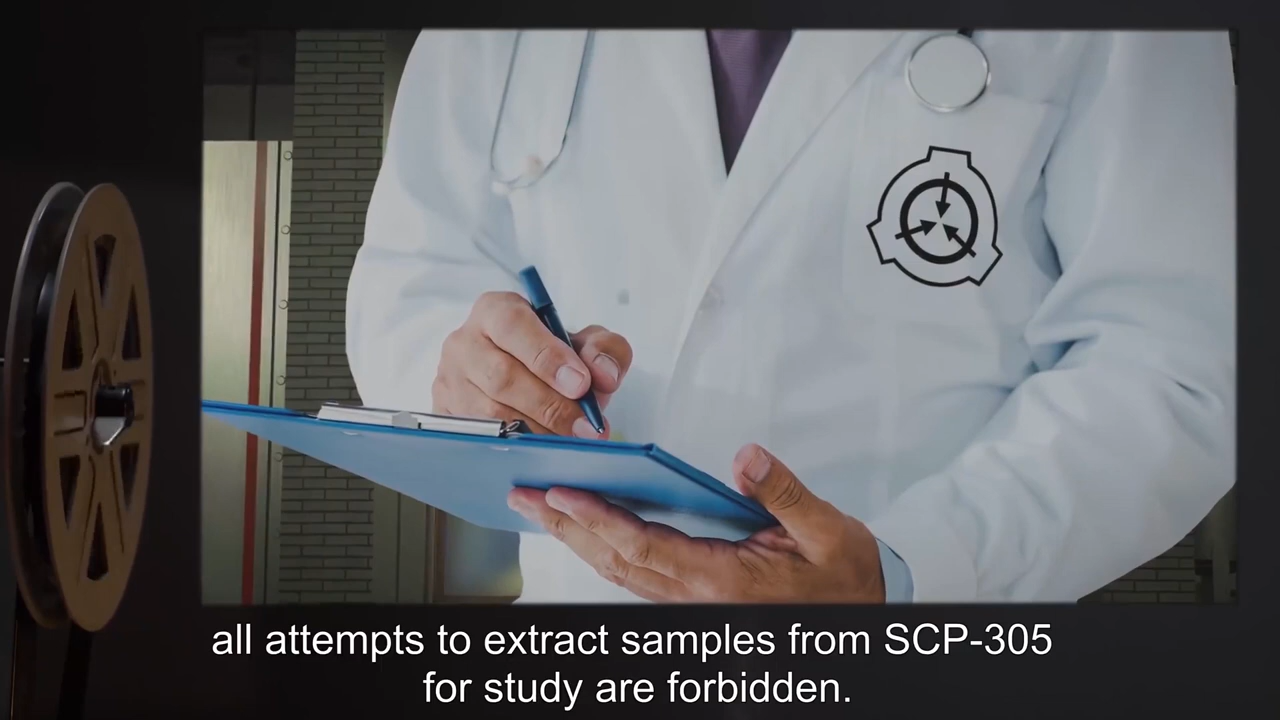 all attempts to extract samples from SCP-305
for study are forbidden.